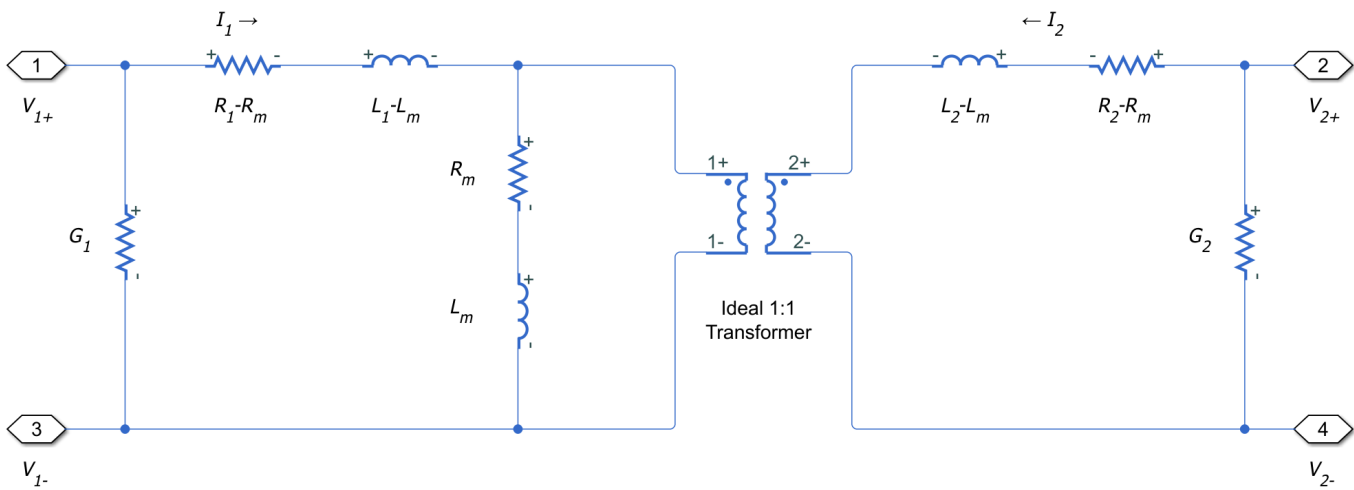 I1 →
← I2
1
+ -
+ -
- +
- +
2
V1+
R1-Rm
L1-Lm
L2-Lm
R2-Rm
V2+
+
Rm
-
1+ 2+
1- 2-
+
G1
-
+
G2
-
+
Lm
-
Ideal 1:1
Transformer
3
4
V1-
V2-